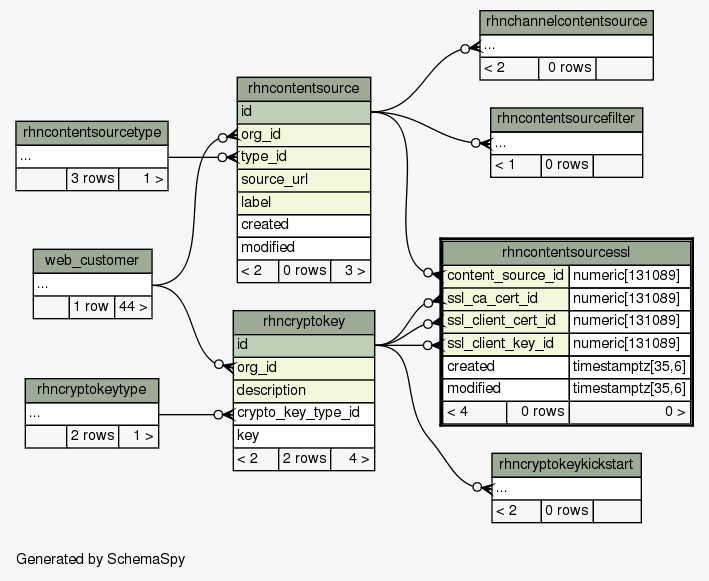 rhnchannelcontentsource
...
< 2 0 rows
rhncontentsource
id
org_id
type_id
source_url
label
created
modified
< 2 0 rows 3 >
rhncontentsourcefilter
...
< 1 0 rows
rhncontentsourcetype
...
3 rows 1 >
web_customer
...
1 row 44 >
rhncontentsourcessl
content_source_id numeric[131089]
ssl_ca_cert_id numeric[131089]
ssl_client_cert_id numeric[131089]
ssl_client_key_id numeric[131089]
created timestamptz[35,6]
modified timestamptz[35,6]
< 4 0 rows 0 >
rhncryptokey
id
org_id
description
crypto_key_type_id
key
< 2 2 rows 4 >
rhncryptokeytype
...
2 rows 1 >
rhncryptokeykickstart
...
< 2 0 rows
Generated by SchemaSpy